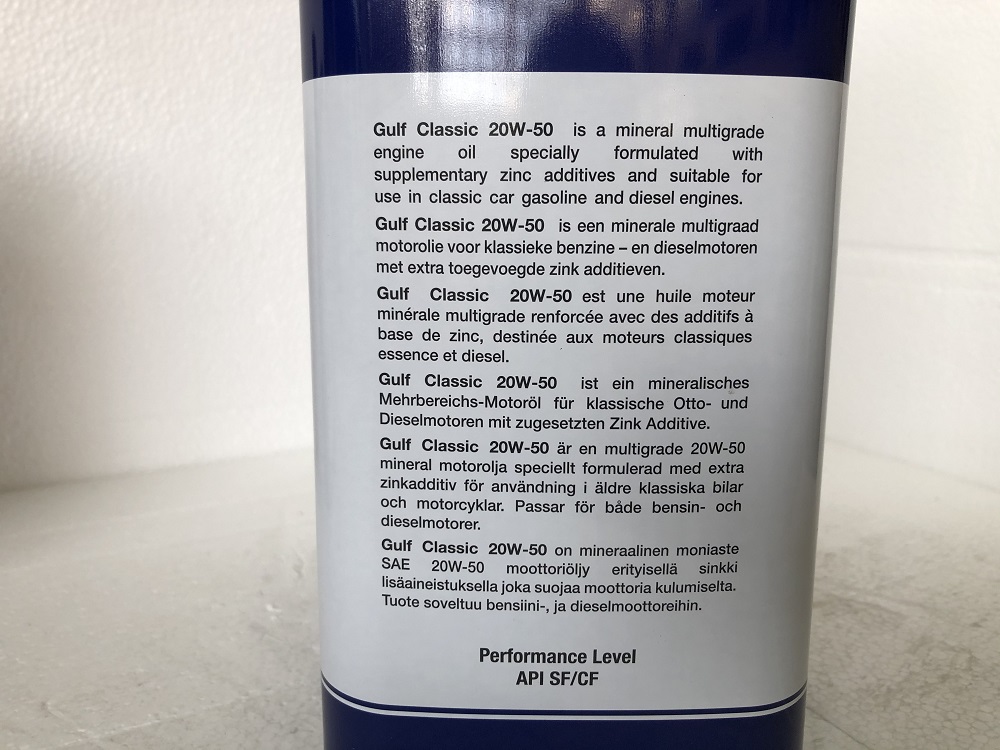 Gulf Classic 20W-50 is a mineral multigrade
engine oil specially formulated with
supplementary zinc additives and suitable for
use in classic car gasoline and diesel engines.
Gulf Classic 20W-50 is een minerale multigraad
motorolie voor klassieke benzine – en dieselmotoren
met extra toegevoegde zink additieven.
Gulf Classic 20W-50 est une huile moteur
minérale multigrade renforcée avec des additifs à
base de zinc, destinée aux moteurs classiques
essence et diesel.
Gulf Classic 20W-50 ist ein mineralisches
Mehrbereichs-Motoröl für klassische Otto- und
Dieselmotoren mit zugesetzten Zink Additive.
Gulf Classic 20W-50 är en multigrade 20W-50
mineral motorolja speciellt formulerad med extra
zinkadditiv för användning i äldre klassiska bilar
och motorcyklar. Passar för både bensin- och
dieselmotorer.
Gulf Classic 20W-50 on mineraalinen moniaste
SAE 20W-50 moottoriöljy erityisellä sinkki
lisäaineistuksella joka suojaa moottoria kulumiselta.
Tuote soveltuu bensiini-, ja dieselmoottoreihin.
Performance Level
API SF/CF